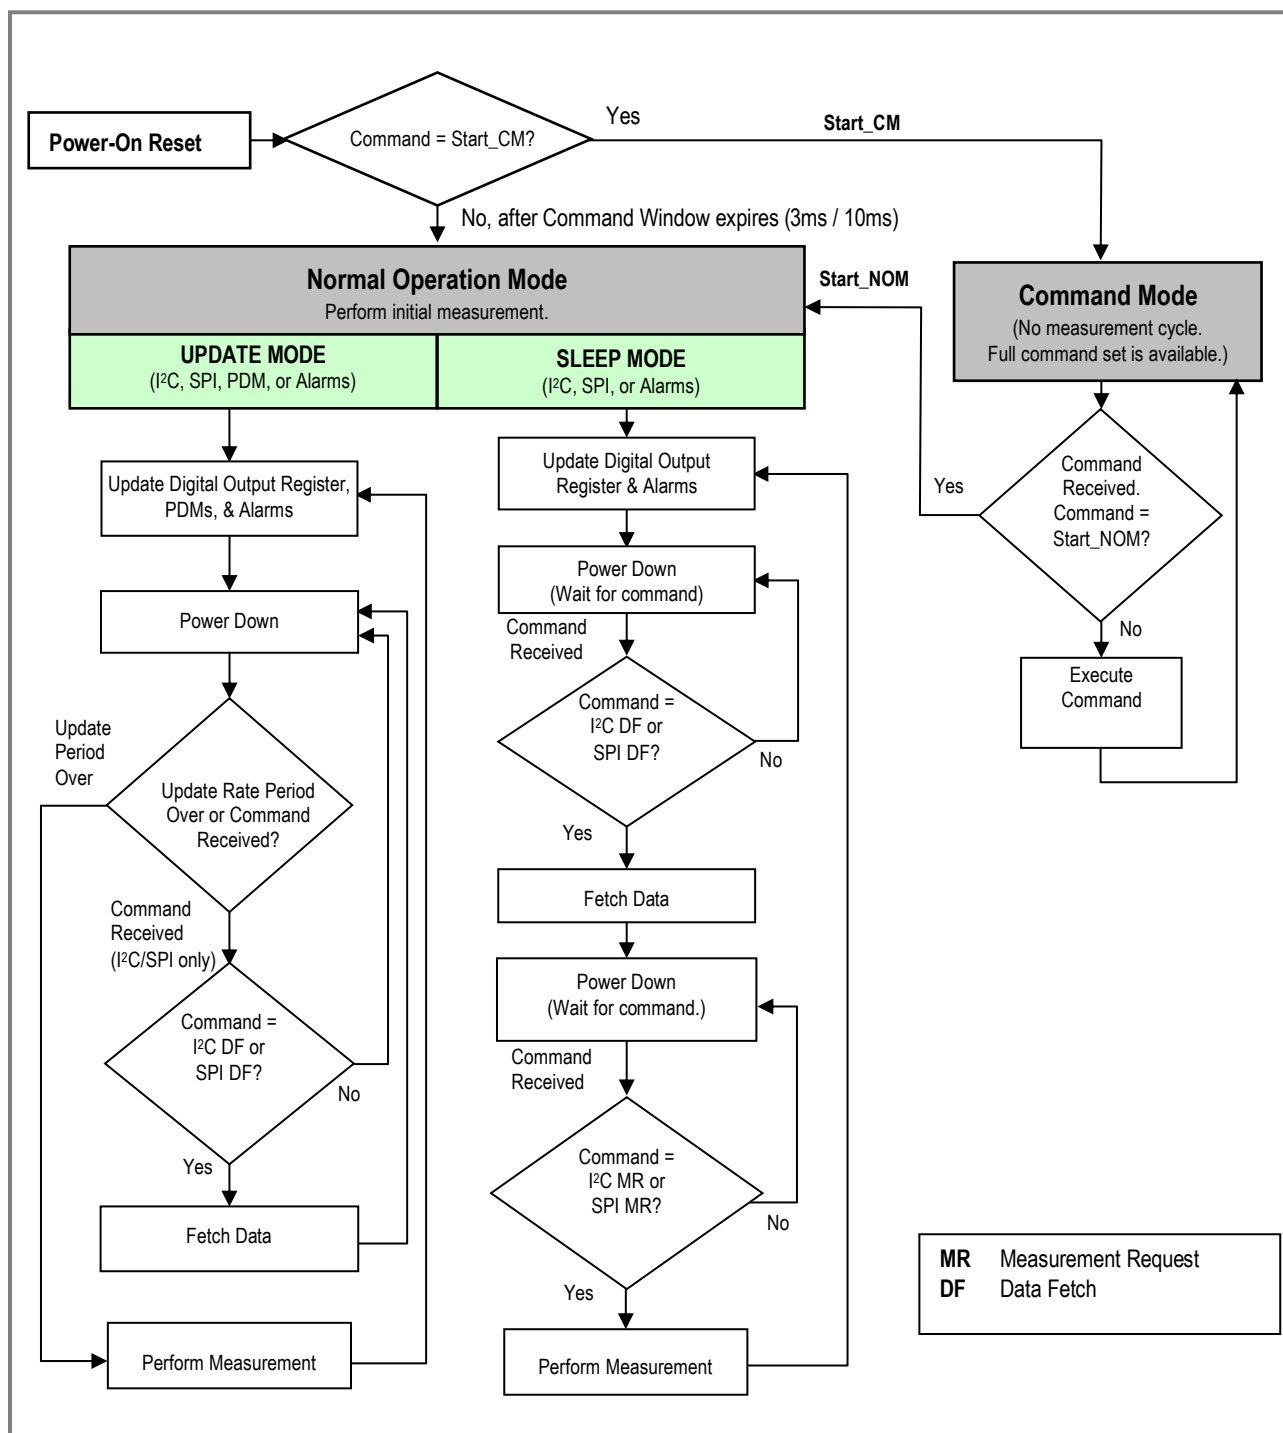 Power-On Reset
Command = Start_CM?
Yes
Start_CM
No, after Command Window expires (3ms / 10ms)
Normal Operation Mode
Perform initial measurement.
UPDATE MODE
(I²C, SPI, PDM, or Alarms)
SLEEP MODE
(I²C, SPI, or Alarms)
Start_NOM
Command Mode
(No measurement cycle.
Full command set is available.)
Update Digital Output Register,
PDMs, & Alarms
Power Down
Update
Period
Over
Update Rate Period
Over or Command
Received?
Command
Received
(I²C/SPI only)
Command =
I²C DF or
SPI DF?
No
Yes
Fetch Data
Perform Measurement
Update Digital Output
Register & Alarms
Power Down
(Wait for command)
Command
Received
Command =
I²C DF or
SPI DF?
No
Yes
Fetch Data
Power Down
(Wait for command.)
Command
Received
Command =
I²C MR or
SPI MR?
No
Yes
Perform Measurement
Command
Received.
Command =
Start_NOM?
Yes
No
Execute
Command
MR Measurement Request
DF Data Fetch